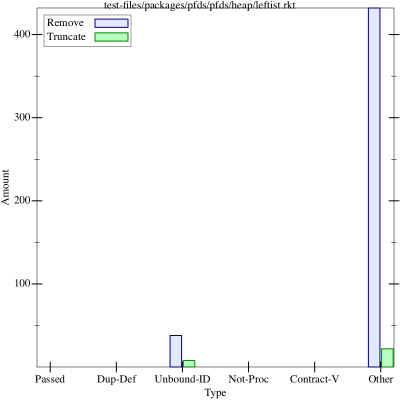 test-files/packages/pfds/pfds/heap/leftist.rkt
Remove
Truncate
400
300
200
100
Amount
Passed Dup-Def Unbound-ID Not-Proc Contract-V Other
Type